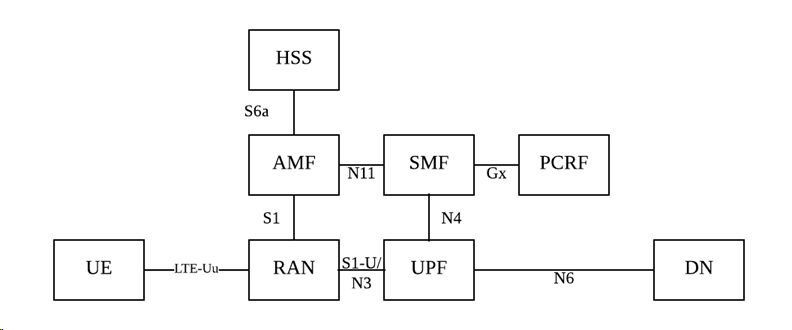 HSS
S6a
AMF
N11
SMF
Gx
PCRF
S1
N4
UE
LTE-Uu
RAN
S1-U/
N3
UPF
N6
DN